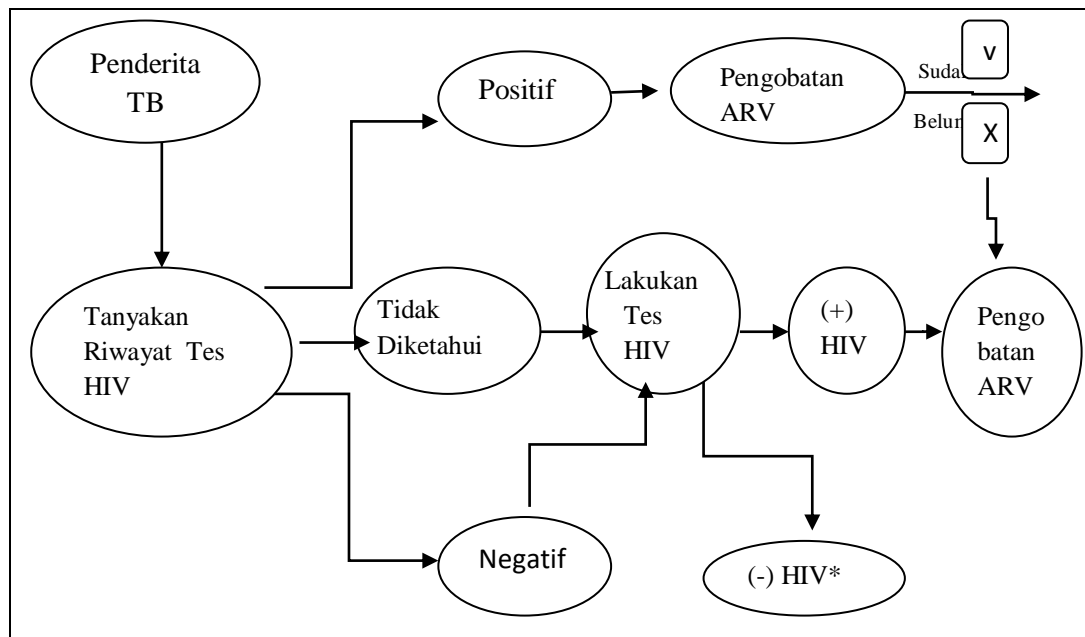 Penderita
TB
Positif
Pengobatan
ARV
v
X
Tanyakan
Riwayat Tes
HIV
Tidak
Diketahui
Lakukan
Tes
HIV
(+)
HIV
Pengo
batan
ARV
Negatif
(-) HIV*